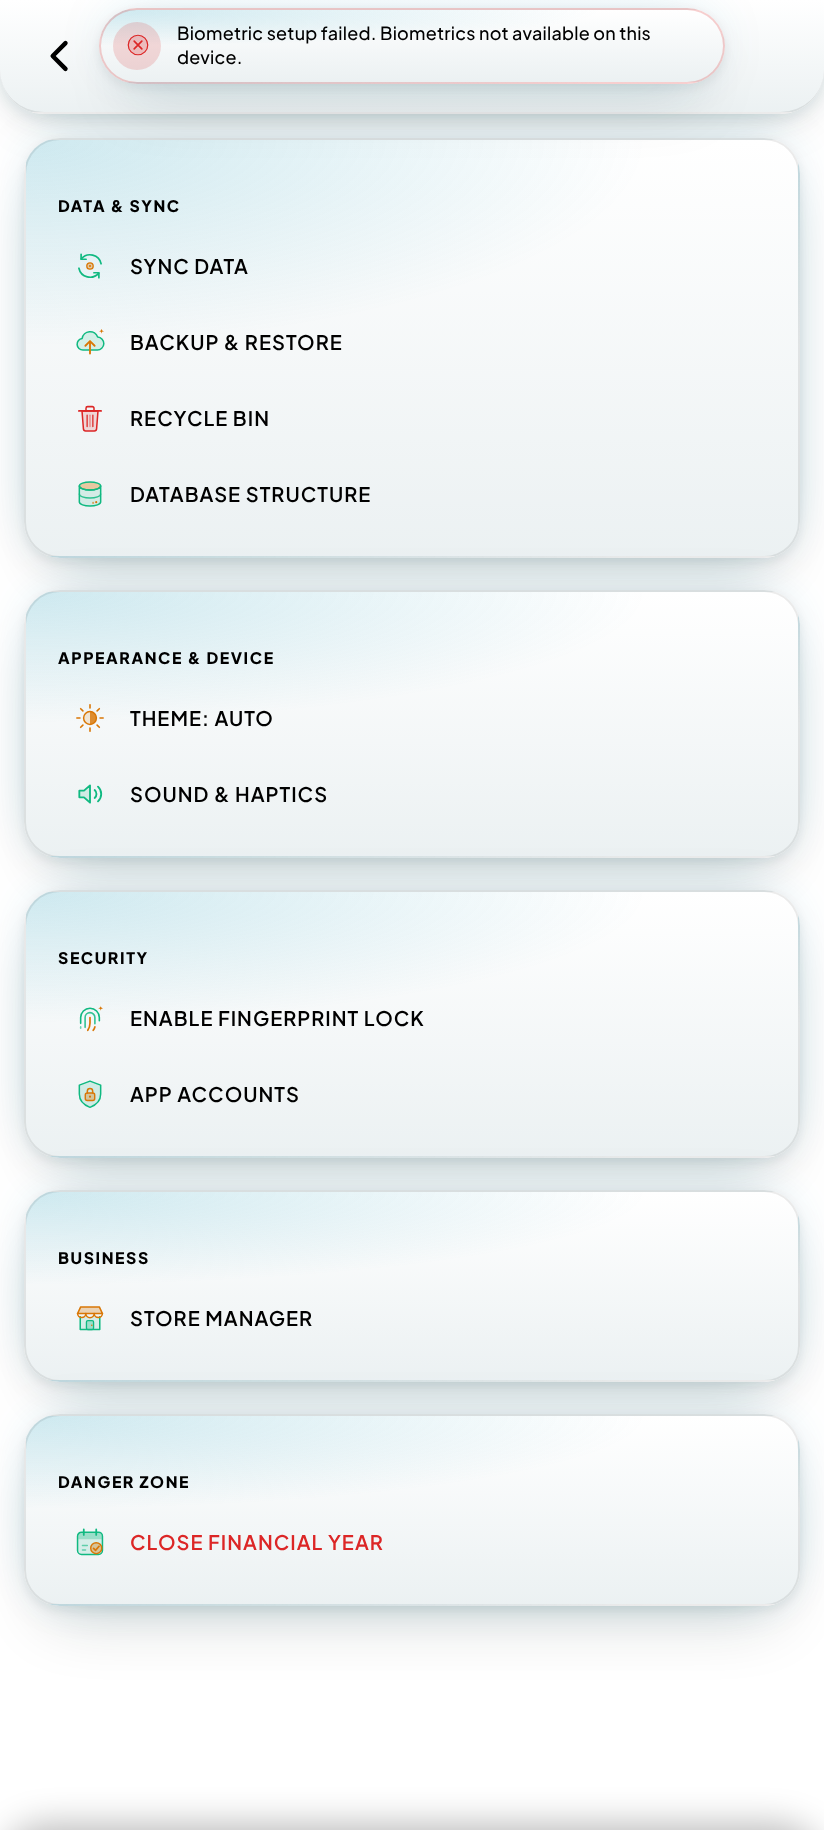 Biometric setup failed. Biometrics not available on this
device.
DATA & SYNC
SYNC DATA
BACKUP & RESTORE
RECYCLE BIN
DATABASE STRUCTURE
APPEARANCE & DEVICE
THEME: AUTO
SOUND & HAPTICS
SECURITY
ENABLE FINGERPRINT LOCK
APP ACCOUNTS
BUSINESS
STORE MANAGER
DANGER ZONE
CLOSE FINANCIAL YEAR